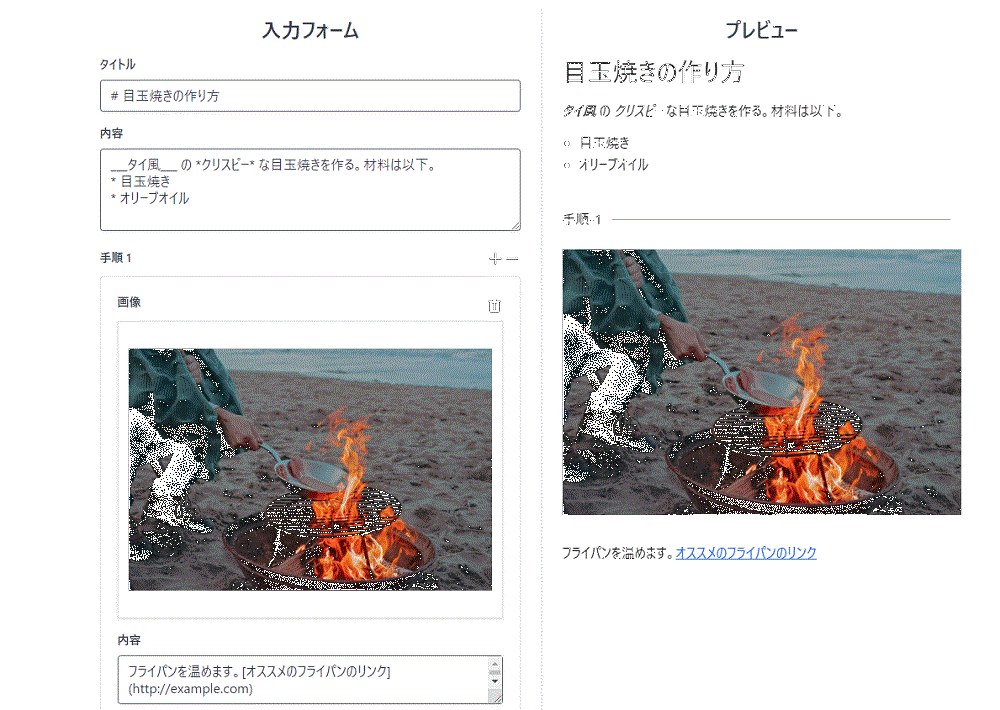 入力フォーム
タイトル
# 目玉焼きの作り方
内容
___タイ風___ の *クリスピー* な目玉焼きを作る。材料は以下。
* 目玉焼き
* オリーブオイル
手順 1
画像
内容
フライパンを温めます。[オススメのフライパンのリンク]
(http://example.com)
プレビュー
目玉焼きの作り方
タイ風 の クリスピー な目玉焼きを作る。材料は以下。
目玉焼き
オリーブオイル
手順 1
フライパンを温めます。オススメのフライパンのリンク